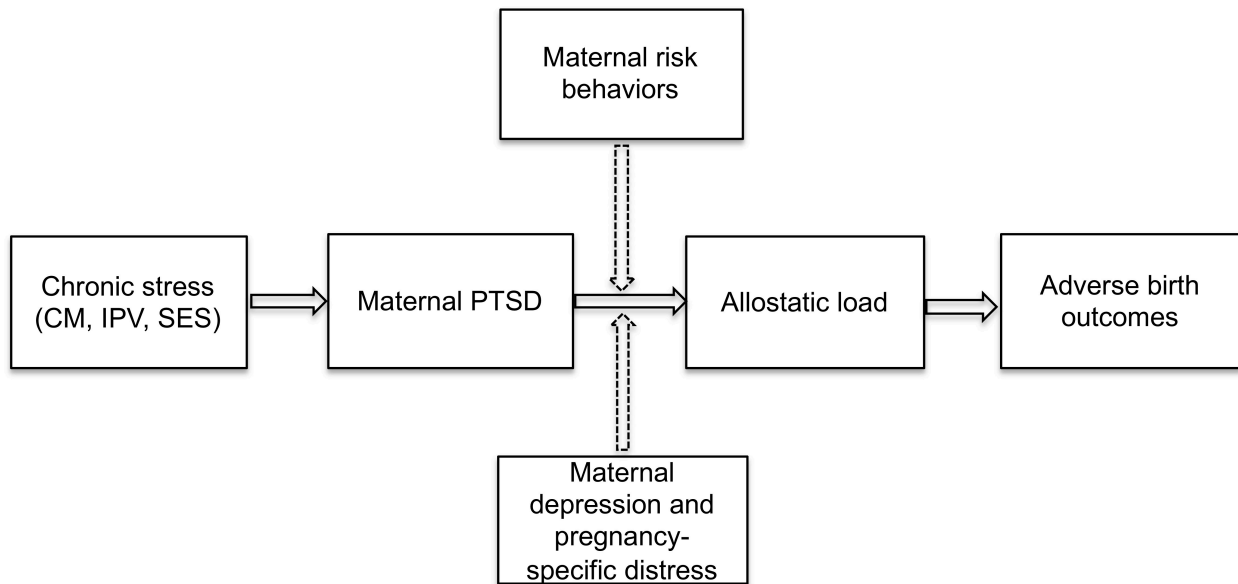 Maternal risk
behaviors
Chronic stress
(CM, IPV, SES)
Maternal PTSD
Allostatic load
Adverse birth
outcomes
Maternal
depression and
pregnancy-
specific distress